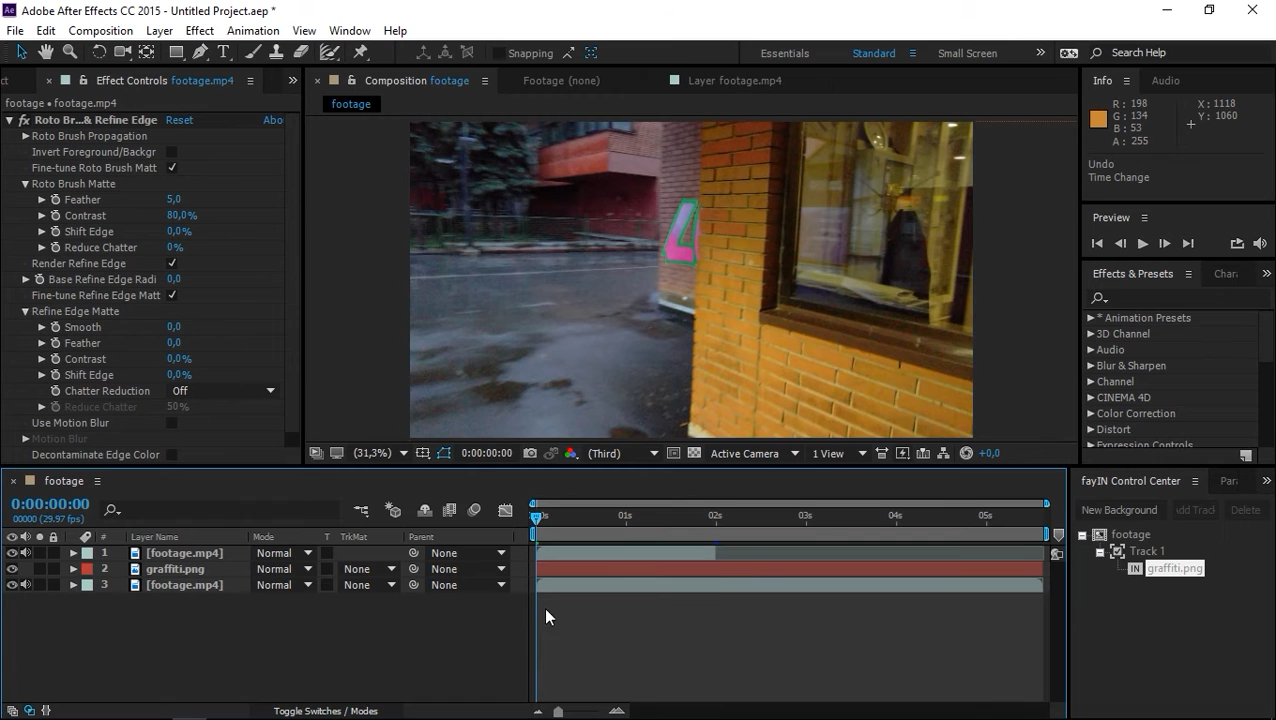 Ae Adobe After Effects CC 2015 - Untitled Project.aep *
File Edit Composition Layer Effect Animation View Window Help
Snapping Essentials Standard Small Screen Search Help
ct Effect Controls footage.mp4 Composition footage Footage (none) Layer footage.mp4 Info Audio
footage • footage.mp4 footage
R: 198 X: 1118
G: 134 Y: 1060
B: 53
A: 255
Undo
Time Change
fx Roto Br...& Refine Edge Reset Abo
Roto Brush Propagation
Invert Foreground/Backgr
Fine-tune Roto Brush Matt
Roto Brush Matte
Feather 5,0
Contrast 80,0%
Shift Edge 0,0%
Reduce Chatter 0%
Render Refine Edge
Base Refine Edge Radi 0,0
Fine-tune Refine Edge Matt
Refine Edge Matte
Smooth 0,0
Feather 0,0
Contrast 0,0%
Shift Edge 0,0%
Chatter Reduction Off
Reduce Chatter 50%
Use Motion Blur
Motion Blur
Decontaminate Edge Color
Preview
Effects & Presets Chara
* Animation Presets
3D Channel
Audio
Blur & Sharpen
Channel
CINEMA 4D
Color Correction
Distort
Expression Controls
(31,3%) 0:00:00:00 (Third) Active Camera 1 View +0,0
footage
0:00:00:00
00000 (29.97 fps)
01s 02s 03s 04s 05s
# Layer Name Mode T TrkMat Parent
1 [footage.mp4] Normal None
2 graffiti.png Normal None None
3 [footage.mp4] Normal None None
Toggle Switches / Modes
fayIN Control Center Par
New Background Add Track Delete
footage
Track 1
IN graffiti.png